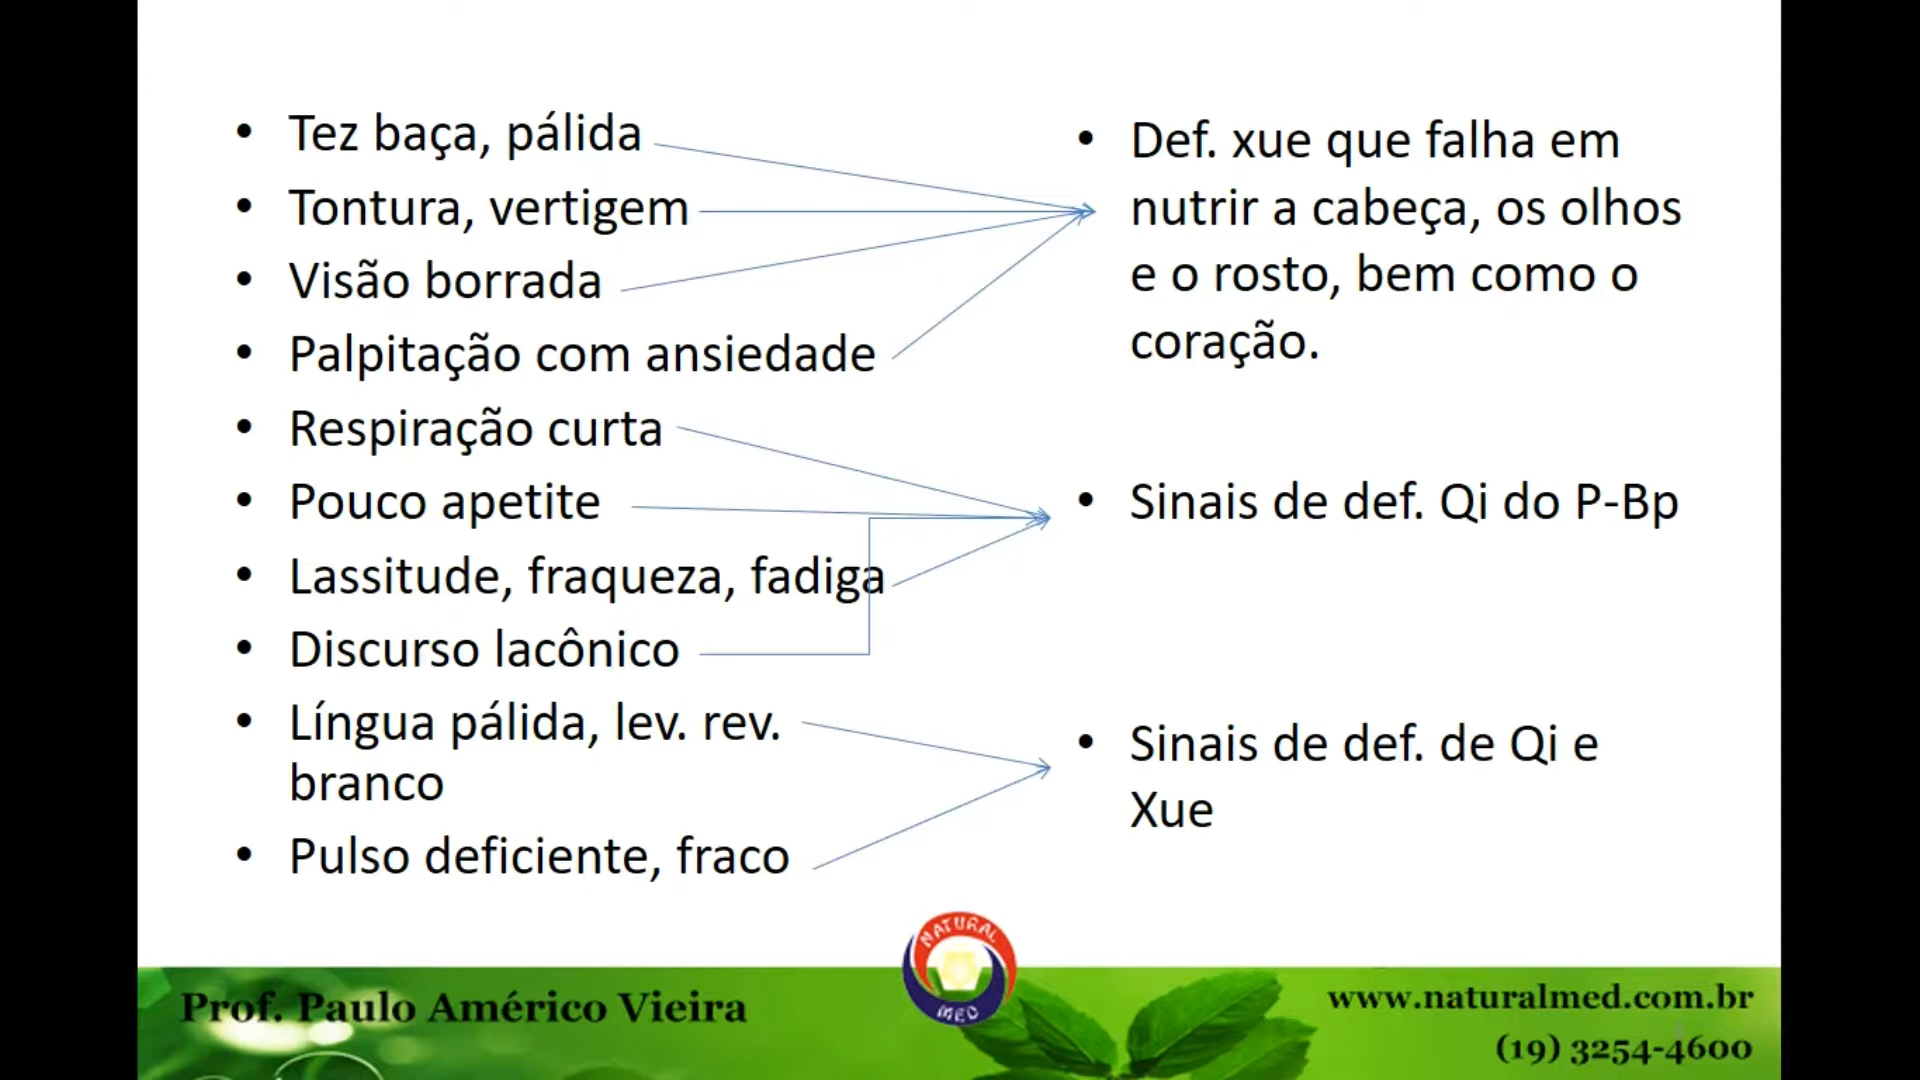 • Tez baça, pálida
• Tontura, vertigem
• Visão borrada
• Palpitação com ansiedade
• Respiração curta
• Pouco apetite
• Lassitude, fraqueza, fadiga
• Discurso lacônico
• Língua pálida, lev. rev.
branco
• Pulso deficiente, fraco
• Def. xue que falha em
nutrir a cabeça, os olhos
e o rosto, bem como o
coração.
• Sinais de def. Qi do P-Bp
• Sinais de def. de Qi e
Xue
NATURAL
MED
Prof. Paulo Américo Vieira
www.naturalmed.com.br
(19) 3254-4600